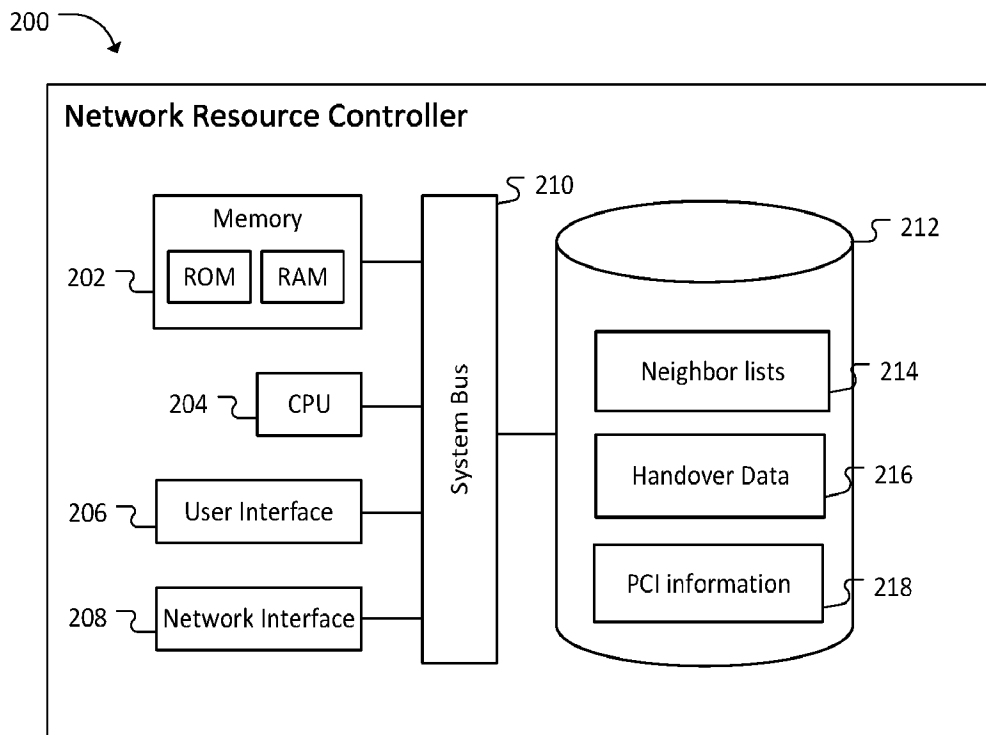 200
Network Resource Controller
210
Memory
212
202
ROM RAM
Neighbor lists
214
204
CPU
System Bus
Handover Data
216
206
User Interface
PCI information
218
208
Network Interface